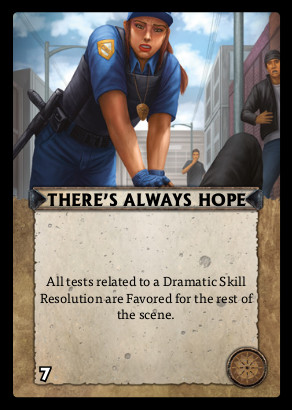 THERE'S ALWAYS HOPE
All tests related to a Dramatic Skill
Resolution are Favored for the rest of
the scene.
7